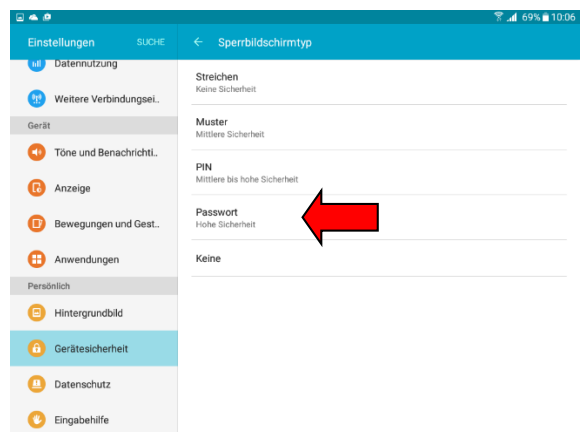 69% 10:06
Einstellungen SUCHE
Sperrbildschirmtyp
Datennutzung
Weitere Verbindungsei..
Gerät
Töne und Benachrichti..
Anzeige
Bewegungen und Gest..
Anwendungen
Persönlich
Hintergrundbild
Gerätesicherheit
Datenschutz
Eingabehilfe
Streichen
Keine Sicherheit
Muster
Mittlere Sicherheit
PIN
Mittlere bis hohe Sicherheit
Passwort
Hohe Sicherheit
Keine